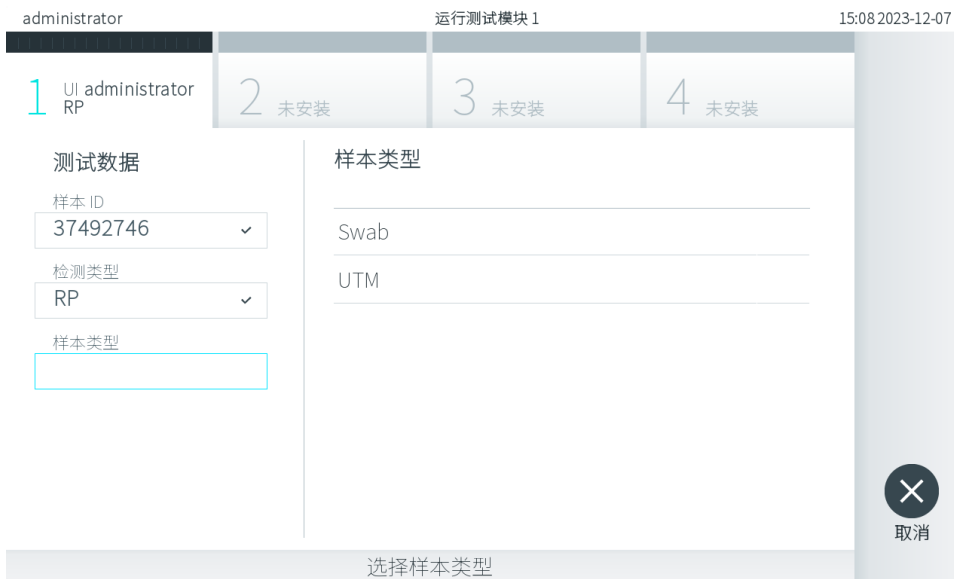 administrator
运行测试模块 1
15:08 2023-12-07
1 UI administrator
RP
2 未安装
3 未安装
4 未安装
测试数据
样本 ID
37492746
检测类型
RP
样本类型
样本类型
Swab
UTM
取消
选择样本类型